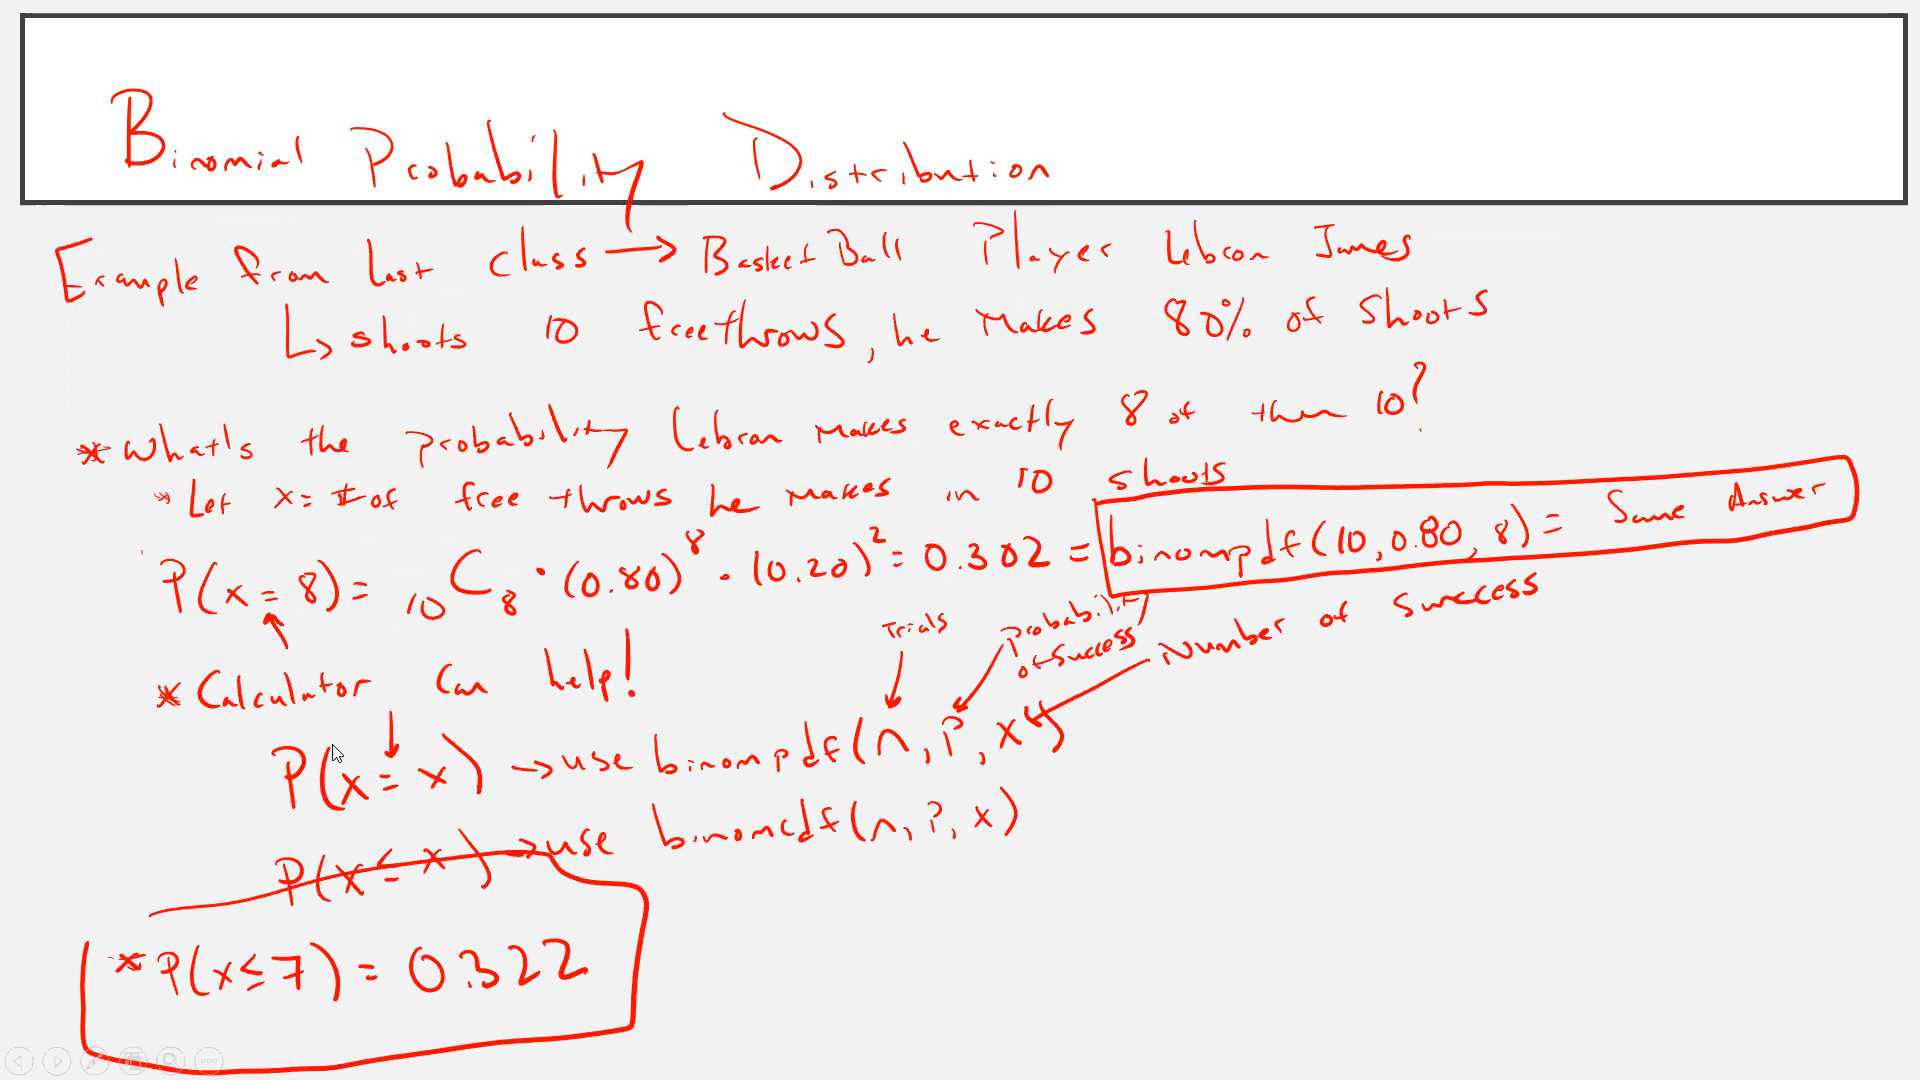 Binomial Probability Distribution
Example from last class → BasketBall Player Lebron James
↳ shoots 10 freethrows, he makes 80% of shoots
* What's the probability Lebron makes exactly 8 of them 10?
* Let x = # of free throws he makes in 10 shoots
P(x = 8) = ₁₀C₈ · (0.80)⁸ · (0.20)² = 0.302 = binompdf(10, 0.80, 8) = Same Answer
Trials
probability of success
Number of success
* Calculator can help!
P(x = x) → use binompdf(n, P, x)
P(x ≤ x) → use binomcdf(n, P, x)
* P(x ≤ 7) = 0.322